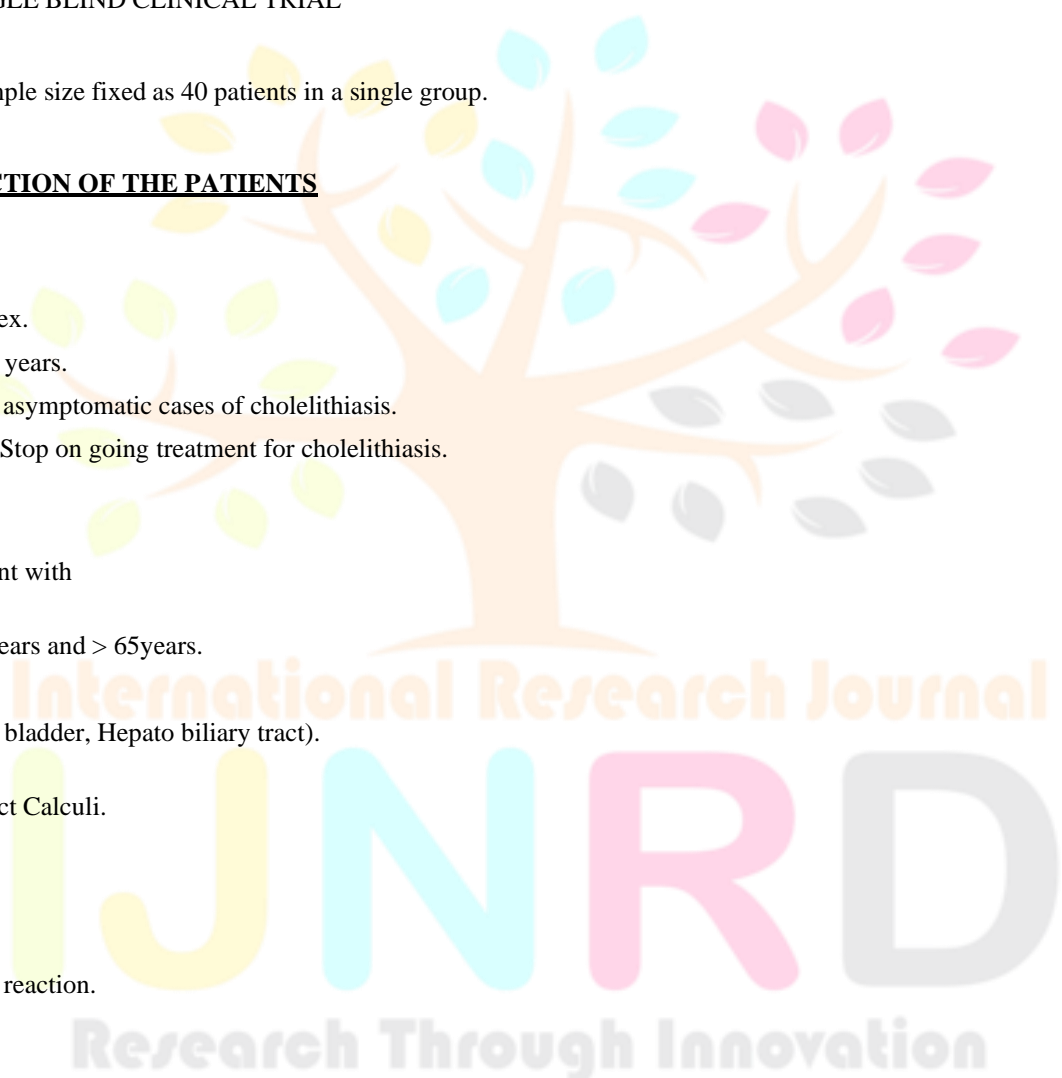 GLE BLIND CLINICAL TRIAL
ple size fixed as 40 patients in a single group.
CTION OF THE PATIENTS
ex.
years.
asymptomatic cases of cholelithiasis.
Stop on going treatment for cholelithiasis.
nt with
ears and > 65years.
International Research Journal
bladder, Hepato biliary tract).
ct Calculi.
IJNRD
reaction.
Research Through Innovation